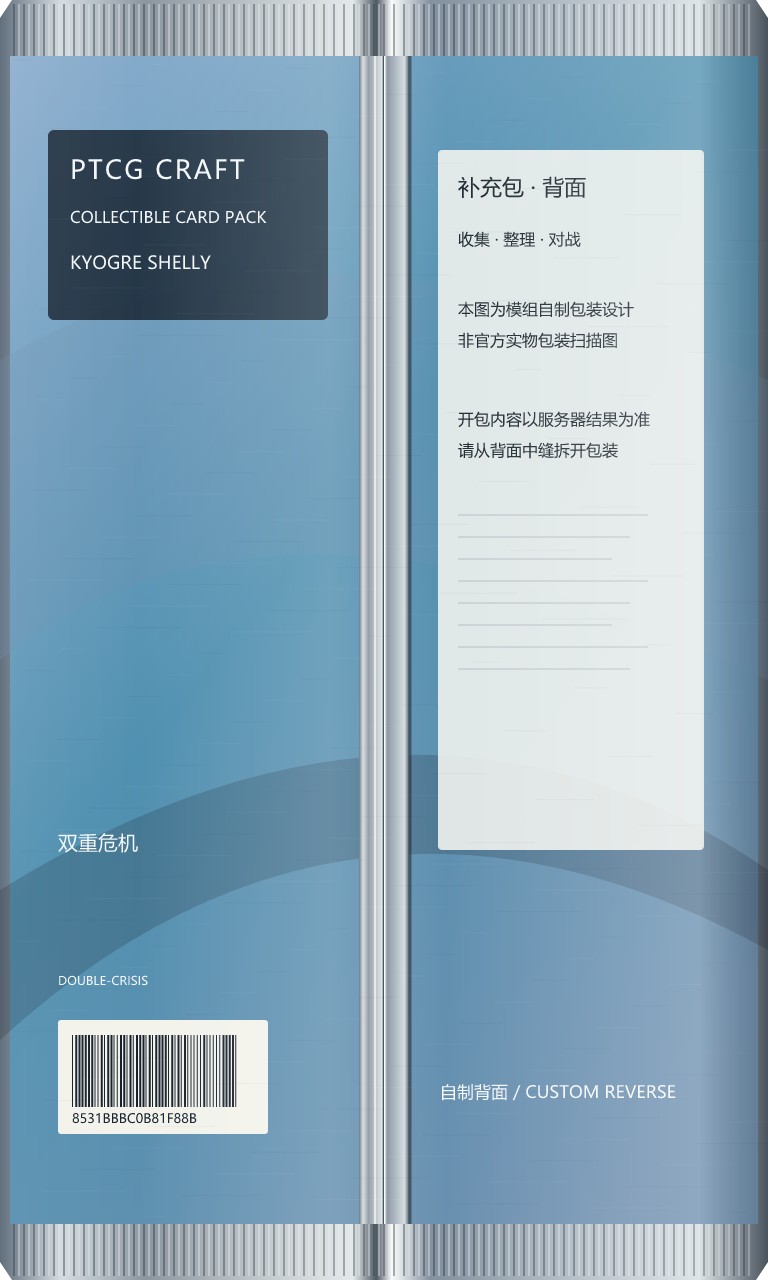 PTCG CRAFT
COLLECTIBLE CARD PACK
KYOGRE SHELLY
双重危机
DOUBLE-CRISIS
8531BBBC0B81F88B
补充包 · 背面
收集 · 整理 · 对战
本图为模组自制包装设计
非官方实物包装扫描图
开包内容以服务器结果为准
请从背面中缝拆开包装
自制背面 / CUSTOM REVERSE